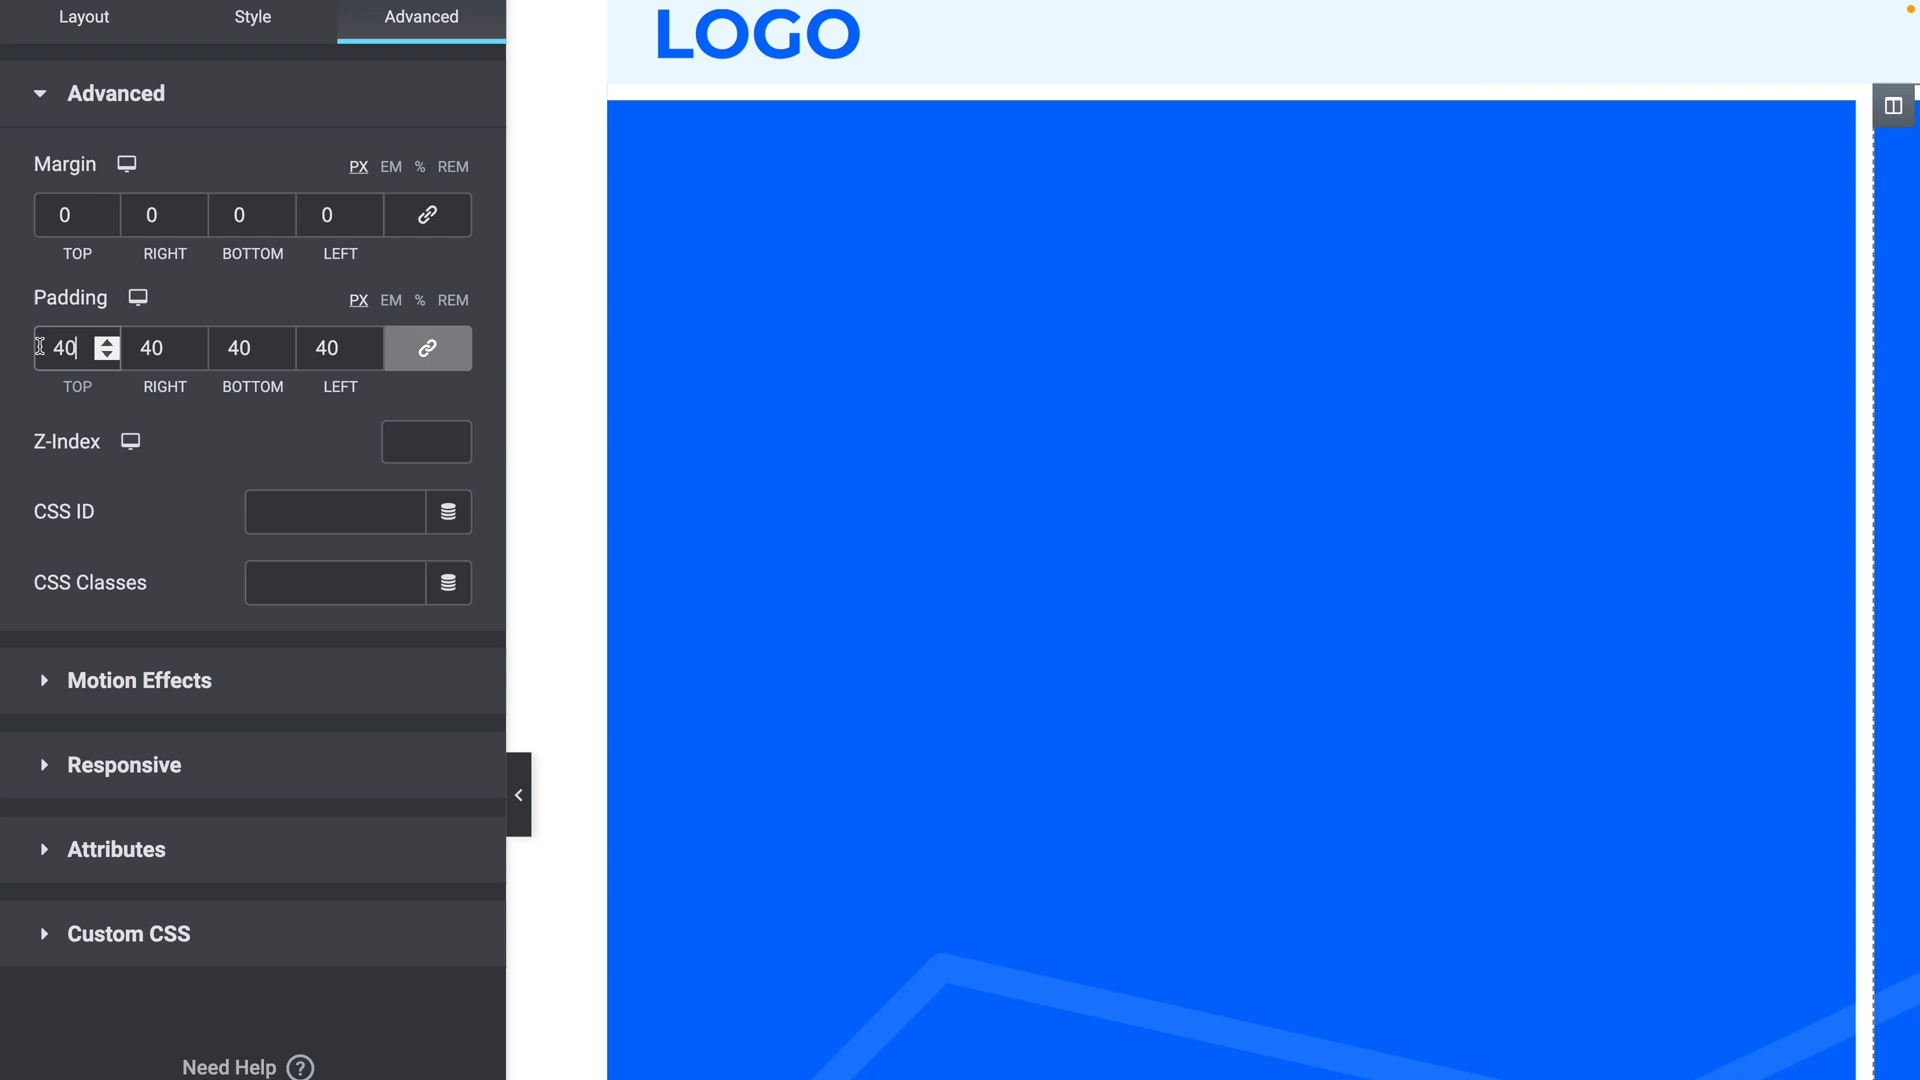 Layout Style Advanced
LOGO
Advanced
Margin PX EM % REM
0 0 0 0
TOP RIGHT BOTTOM LEFT
Padding PX EM % REM
40 40 40 40
TOP RIGHT BOTTOM LEFT
Z-Index
CSS ID
CSS Classes
Motion Effects
Responsive
Attributes
Custom CSS
Need Help ?